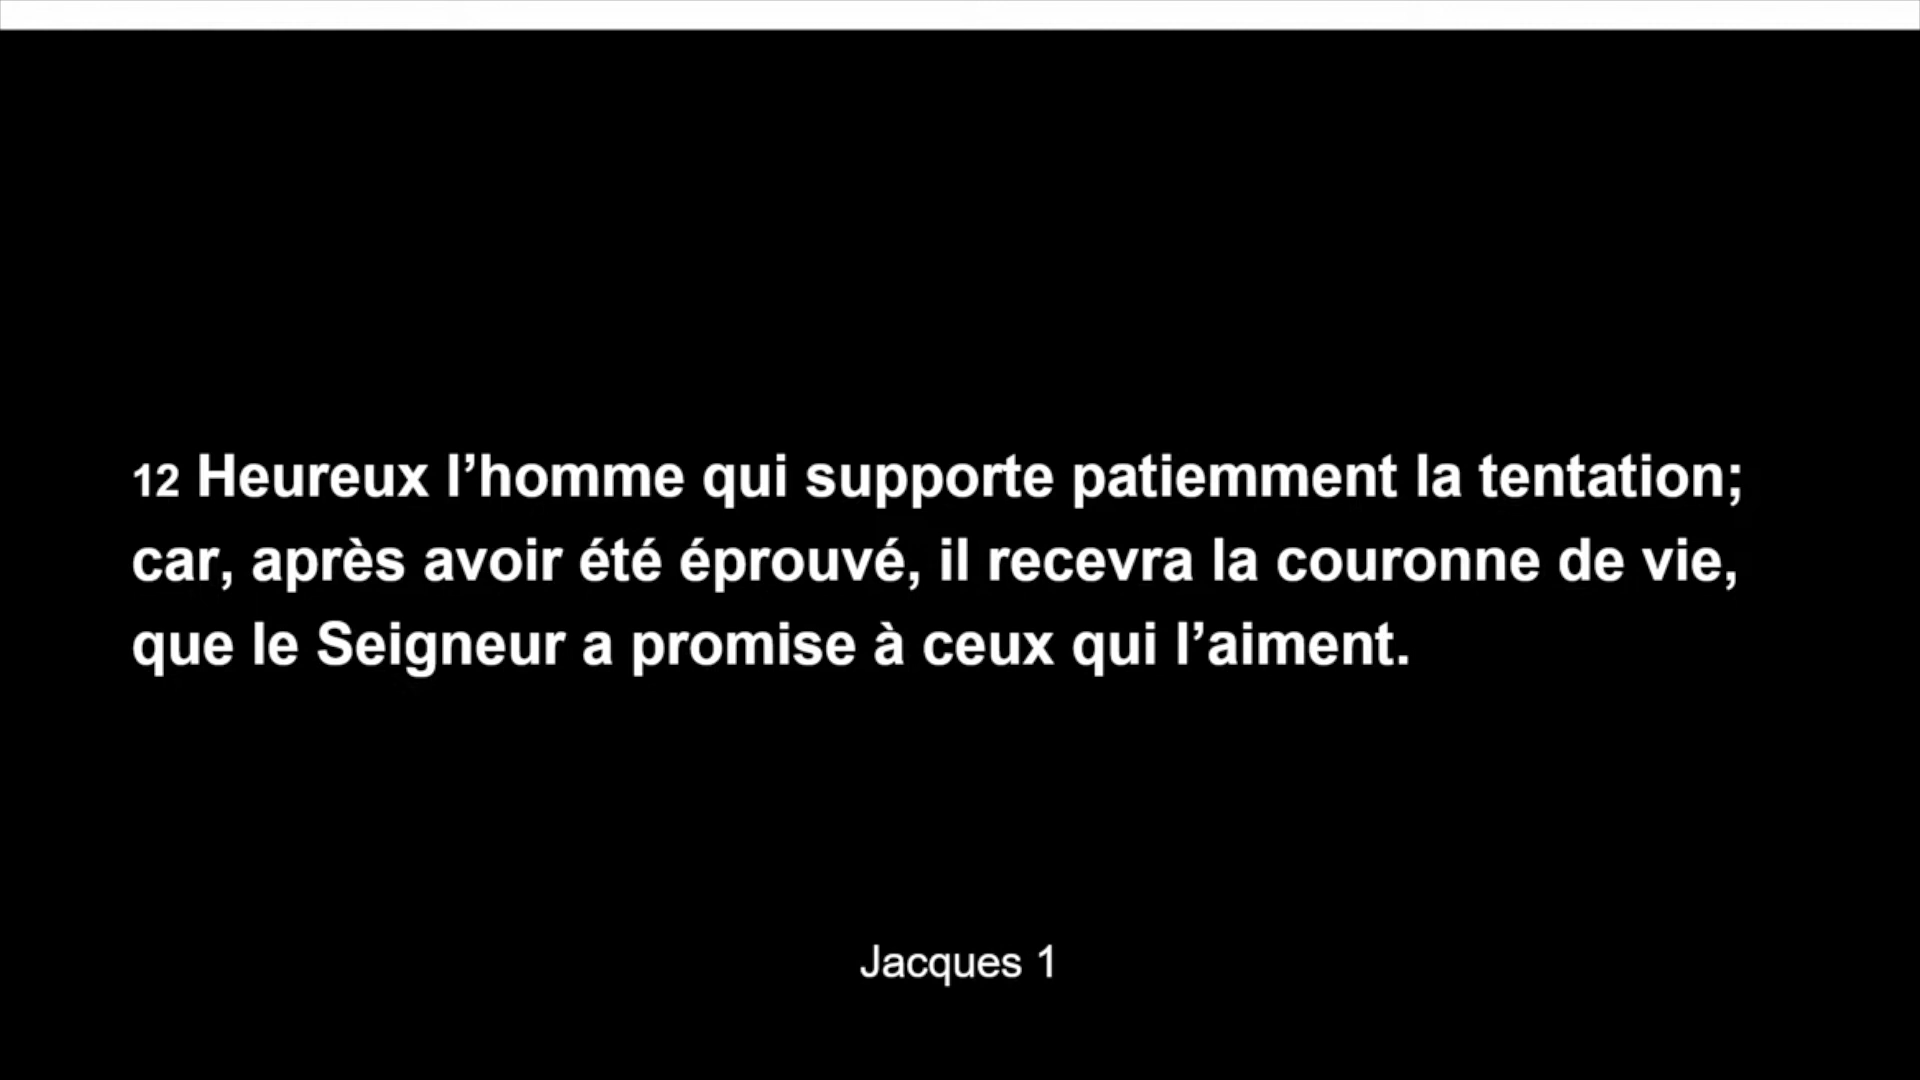 12 Heureux l’homme qui supporte patiemment la tentation;
car, après avoir été éprouvé, il recevra la couronne de vie,
que le Seigneur a promise à ceux qui l’aiment.
Jacques 1